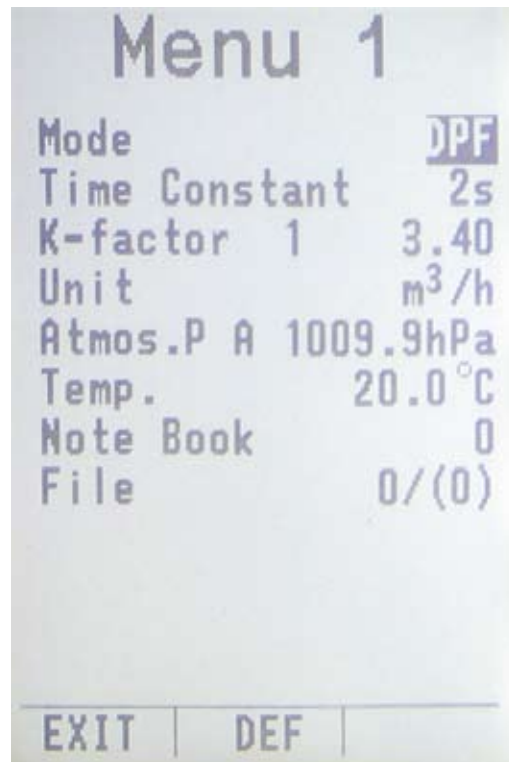 Menu 1
Mode DPF
Time Constant 2s
K-factor 1 3.40
Unit m³/h
Atmos.P A 1009.9hPa
Temp. 20.0°C
Note Book 0
File 0/(0)
EXIT DEF